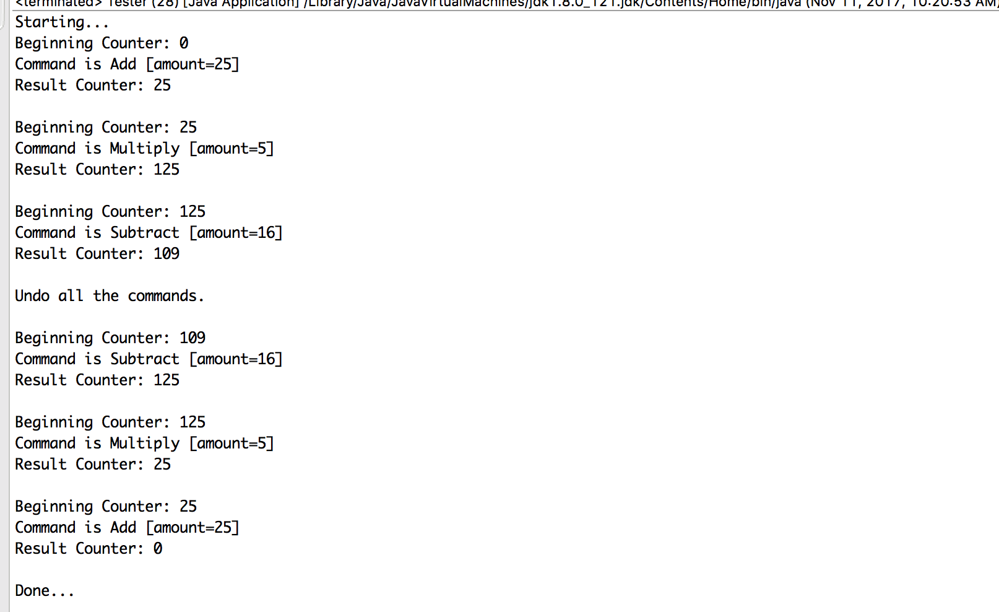 <terminated> Tester (28) [Java Application] /Library/Java/JavaVirtualMachines/jdk1.8.0_121.jdk/Contents/Home/bin/java (Nov 11, 2017, 10:20:53 AM)
Starting...
Beginning Counter: 0
Command is Add [amount=25]
Result Counter: 25
Beginning Counter: 25
Command is Multiply [amount=5]
Result Counter: 125
Beginning Counter: 125
Command is Subtract [amount=16]
Result Counter: 109
Undo all the commands.
Beginning Counter: 109
Command is Subtract [amount=16]
Result Counter: 125
Beginning Counter: 125
Command is Multiply [amount=5]
Result Counter: 25
Beginning Counter: 25
Command is Add [amount=25]
Result Counter: 0
Done...